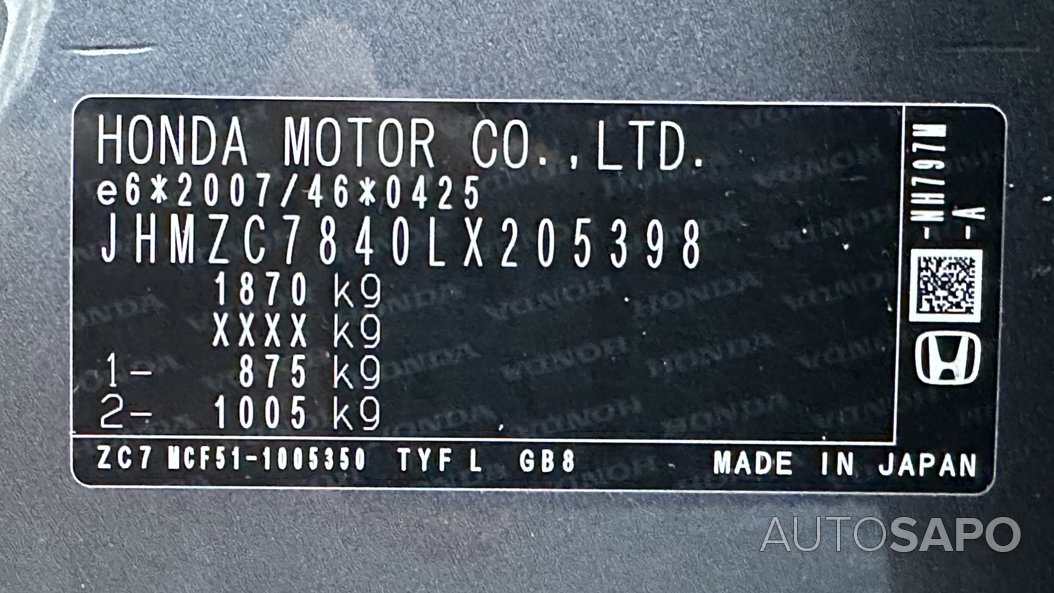 HONDA MOTOR CO.,LTD.
e6*2007/46*0425
JHMZC7840LX205398
1870 kg
XXXX kg
1- 875 kg
2- 1005 kg
ZC7 MCF51-1005350 TYF L GB8 MADE IN JAPAN
-NH797M
-A
AUTOSAPO